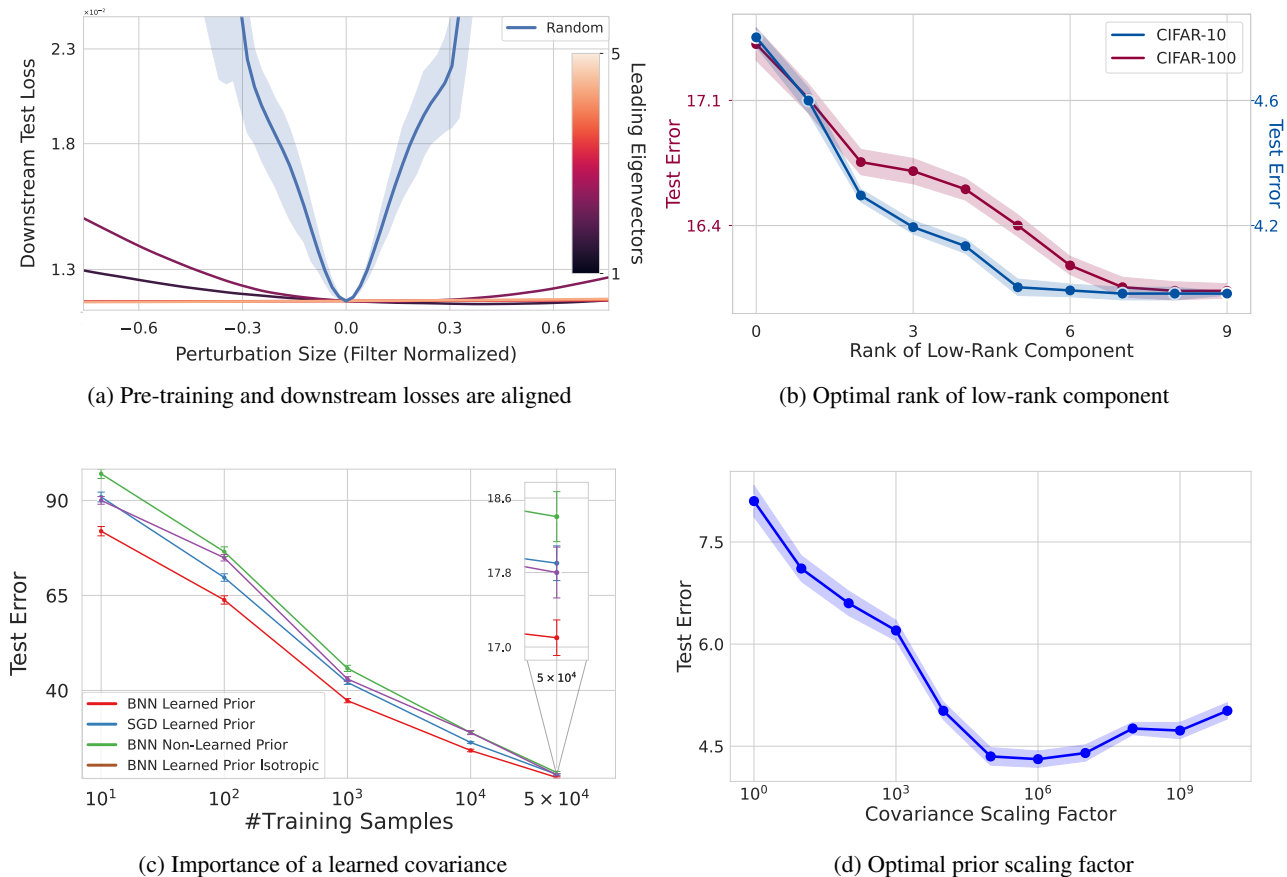 ×10⁻²
2.3
1.8
1.3
Downstream Test Loss
−0.6
−0.3
0.0
0.3
0.6
Perturbation Size (Filter Normalized)
Random
5
1
Leading Eigenvectors
(a) Pre-training and downstream losses are aligned
CIFAR-10
CIFAR-100
17.1
16.4
Test Error
4.6
4.2
Test Error
0
3
6
9
Rank of Low-Rank Component
(b) Optimal rank of low-rank component
90
65
40
Test Error
18.6
17.8
17.0
5 × 10⁴
BNN Learned Prior
SGD Learned Prior
BNN Non-Learned Prior
BNN Learned Prior Isotropic
10¹
10²
10³
10⁴
5 × 10⁴
#Training Samples
(c) Importance of a learned covariance
7.5
6.0
4.5
Test Error
10⁰
10³
10⁶
10⁹
Covariance Scaling Factor
(d) Optimal prior scaling factor